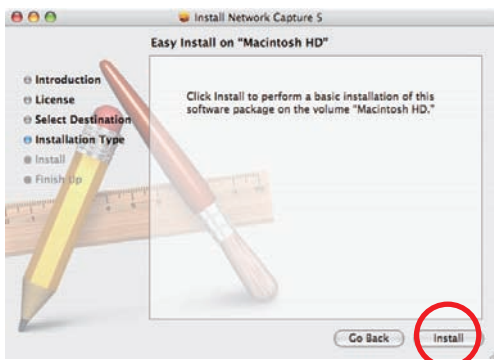 Install Network Capture 5
Easy Install on "Macintosh HD"
Introduction
License
Select Destination
Installation Type
Install
Finish Up
Click Install to perform a basic installation of this
software package on the volume "Macintosh HD."
Go Back
Install